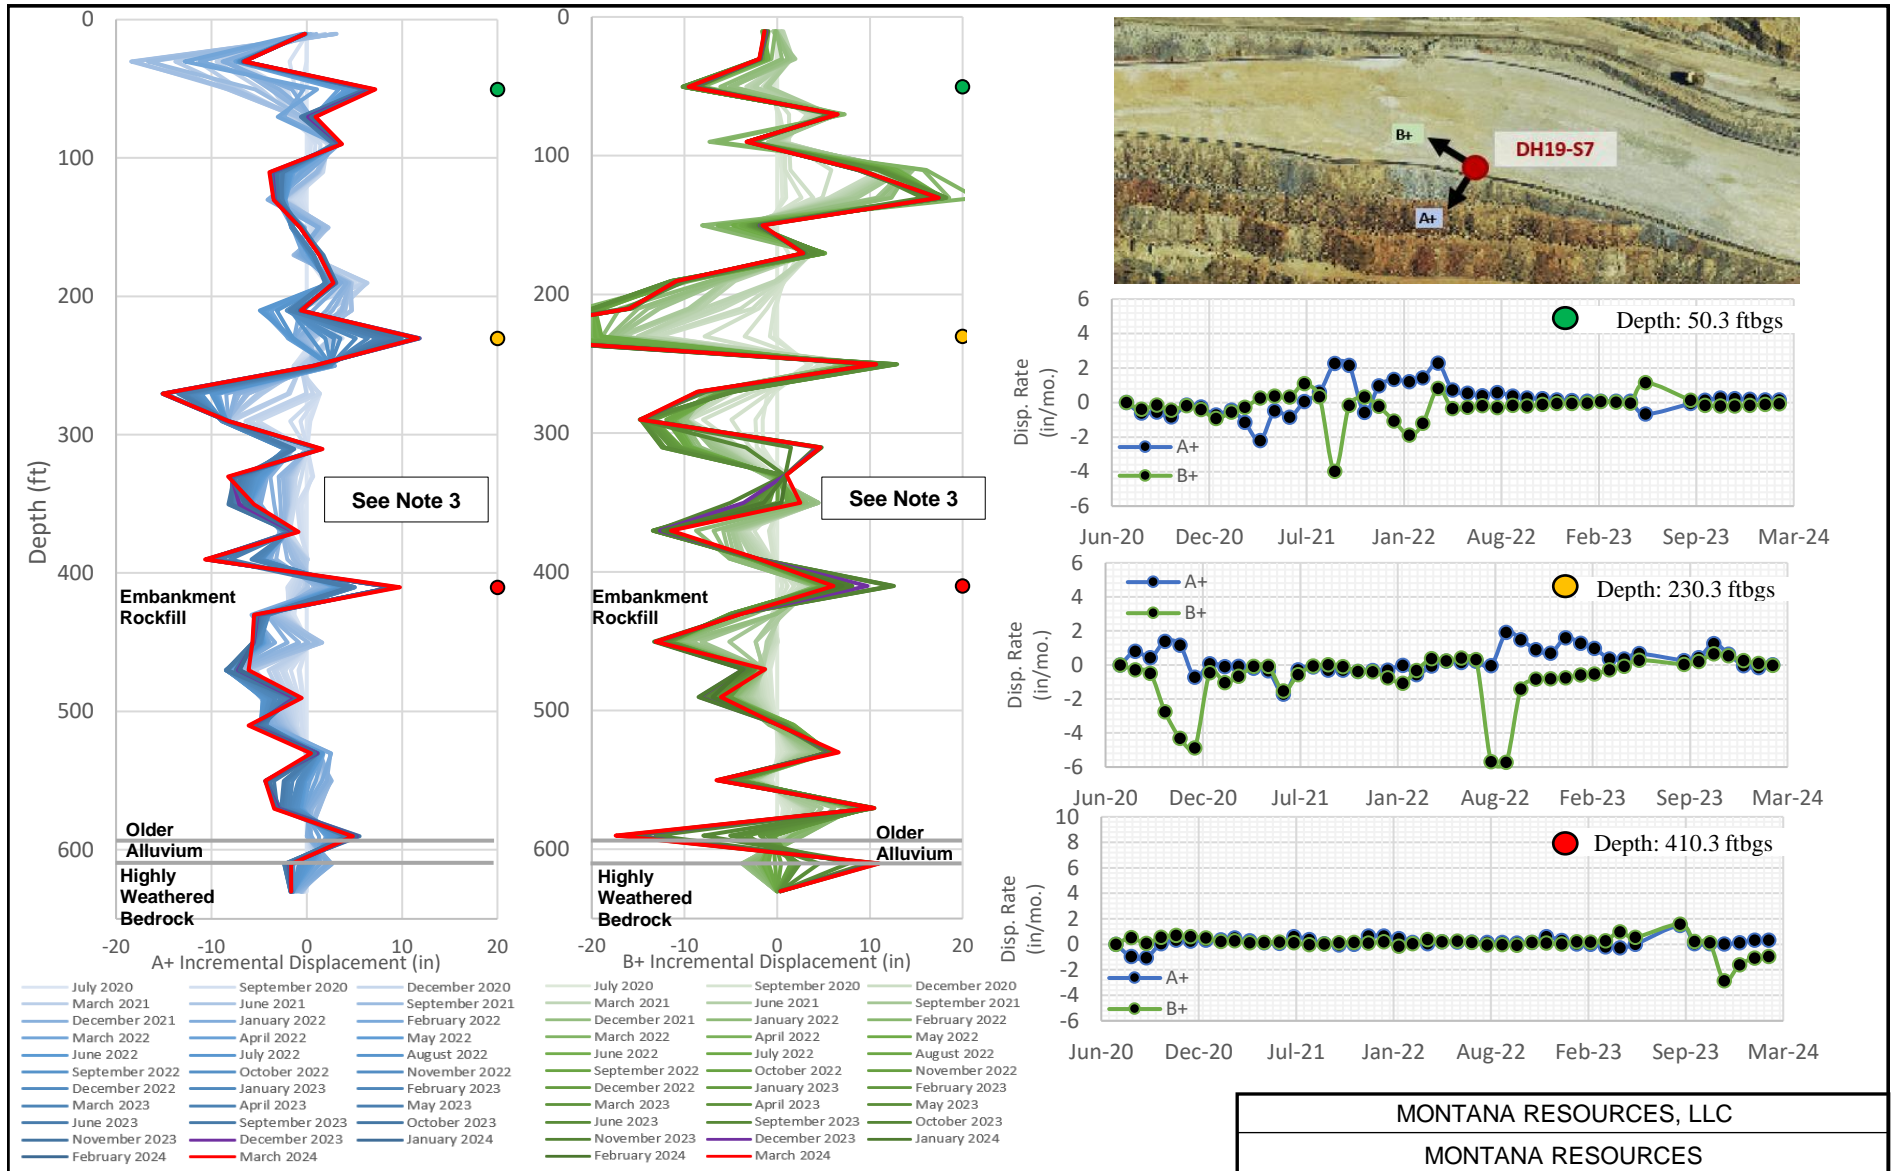 0
100
200
300
400
500
600
Depth (ft)
See Note 3
Embankment
Rockfill
Older
Alluvium
Highly
Weathered
Bedrock
-20
-10
0
10
20
A+ Incremental Displacement (in)
July 2020
September 2020
December 2020
March 2021
June 2021
September 2021
December 2021
January 2022
February 2022
March 2022
April 2022
May 2022
June 2022
July 2022
August 2022
September 2022
October 2022
November 2022
December 2022
January 2023
February 2023
March 2023
April 2023
May 2023
June 2023
September 2023
October 2023
November 2023
December 2023
January 2024
February 2024
March 2024
0
100
200
300
400
500
600
See Note 3
Embankment
Rockfill
Older
Alluvium
Highly
Weathered
Bedrock
-20
-10
0
10
20
B+ Incremental Displacement (in)
July 2020
September 2020
December 2020
March 2021
June 2021
September 2021
December 2021
January 2022
February 2022
March 2022
April 2022
May 2022
June 2022
July 2022
August 2022
September 2022
October 2022
November 2022
December 2022
January 2023
February 2023
March 2023
April 2023
May 2023
June 2023
September 2023
October 2023
November 2023
December 2023
January 2024
February 2024
March 2024
B+
DH19-S7
A+
6
4
2
0
-2
-4
-6
Disp. Rate
(in/mo.)
Depth: 50.3 ftbgs
A+
B+
Jun-20
Dec-20
Jul-21
Jan-22
Aug-22
Feb-23
Sep-23
Mar-24
6
4
2
0
-2
-4
-6
Disp. Rate
(in/mo.)
A+
B+
Depth: 230.3 ftbgs
Jun-20
Dec-20
Jul-21
Jan-22
Aug-22
Feb-23
Sep-23
Mar-24
10
8
6
4
2
0
-2
-4
-6
Disp. Rate
(in/mo.)
Depth: 410.3 ftbgs
A+
B+
Jun-20
Dec-20
Jul-21
Jan-22
Aug-22
Feb-23
Sep-23
Mar-24
MONTANA RESOURCES, LLC
MONTANA RESOURCES